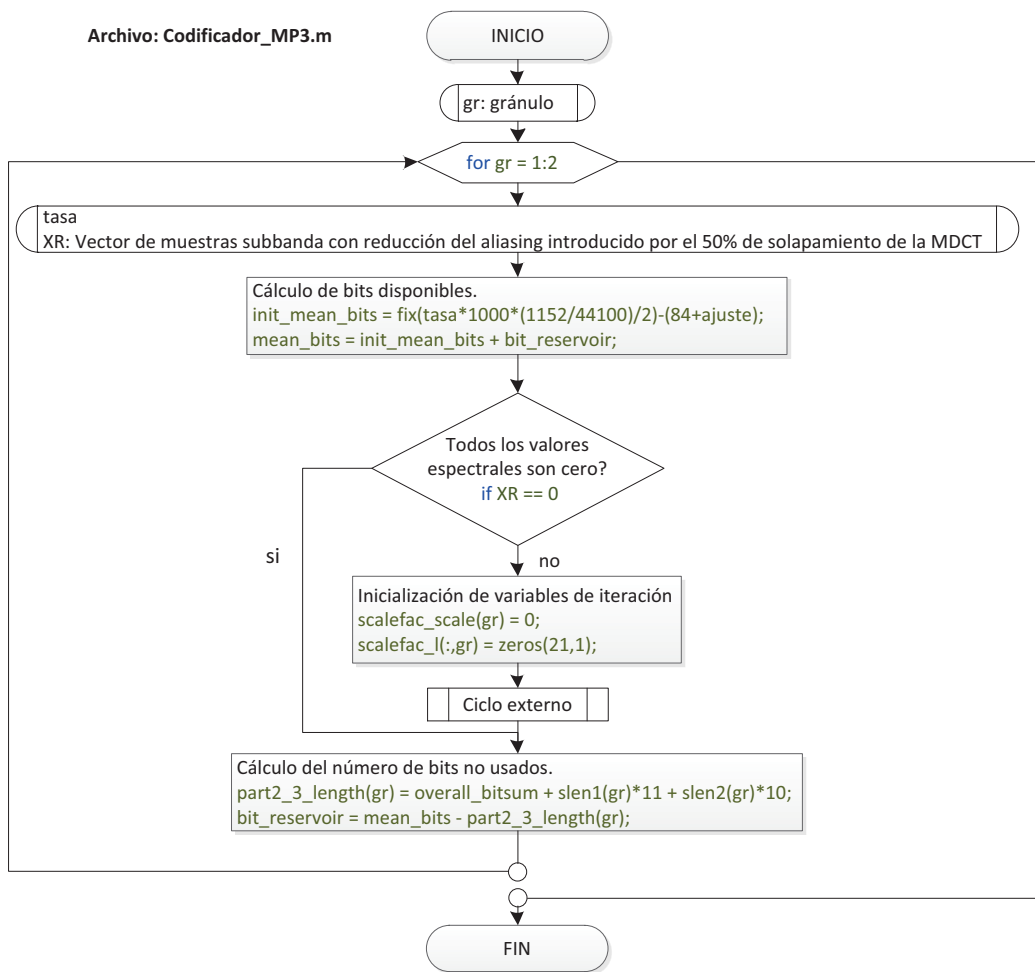 Archivo: Codificador_MP3.m
INICIO
gr: gránulo
for gr = 1:2
tasa
XR: Vector de muestras subbanda con reducción del aliasing introducido por el 50% de solapamiento de la MDCT
Cálculo de bits disponibles.
init_mean_bits = fix(tasa*1000*(1152/44100)/2)-(84+ajuste);
mean_bits = init_mean_bits + bit_reservoir;
Todos los valores
espectrales son cero?
if XR == 0
si
no
Inicialización de variables de iteración
scalefac_scale(gr) = 0;
scalefac_l(:,gr) = zeros(21,1);
Ciclo externo
Cálculo del número de bits no usados.
part2_3_length(gr) = overall_bitsum + slen1(gr)*11 + slen2(gr)*10;
bit_reservoir = mean_bits - part2_3_length(gr);
FIN